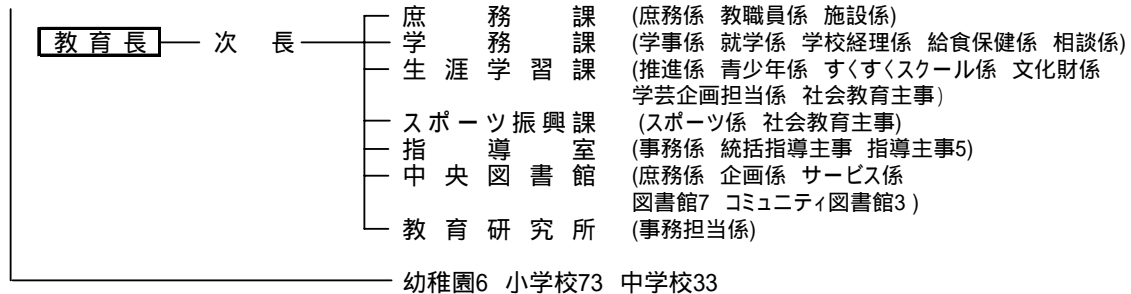 庶務課 (庶務係 教職員係 施設係)
教育長 次長 学務課 (学事係 就学係 学校経理係 給食保健係 相談係)
生涯学習課 (推進係 青少年係 すくすくスクール係 文化財係
学芸企画担当係 社会教育主事)
スポーツ振興課 (スポーツ係 社会教育主事)
指導室 (事務係 統括指導主事 指導主事5)
中央図書館 (庶務係 企画係 サービス係
図書館7 コミュニティ図書館3 )
教育研究所 (事務担当係)
幼稚園6 小学校73 中学校33